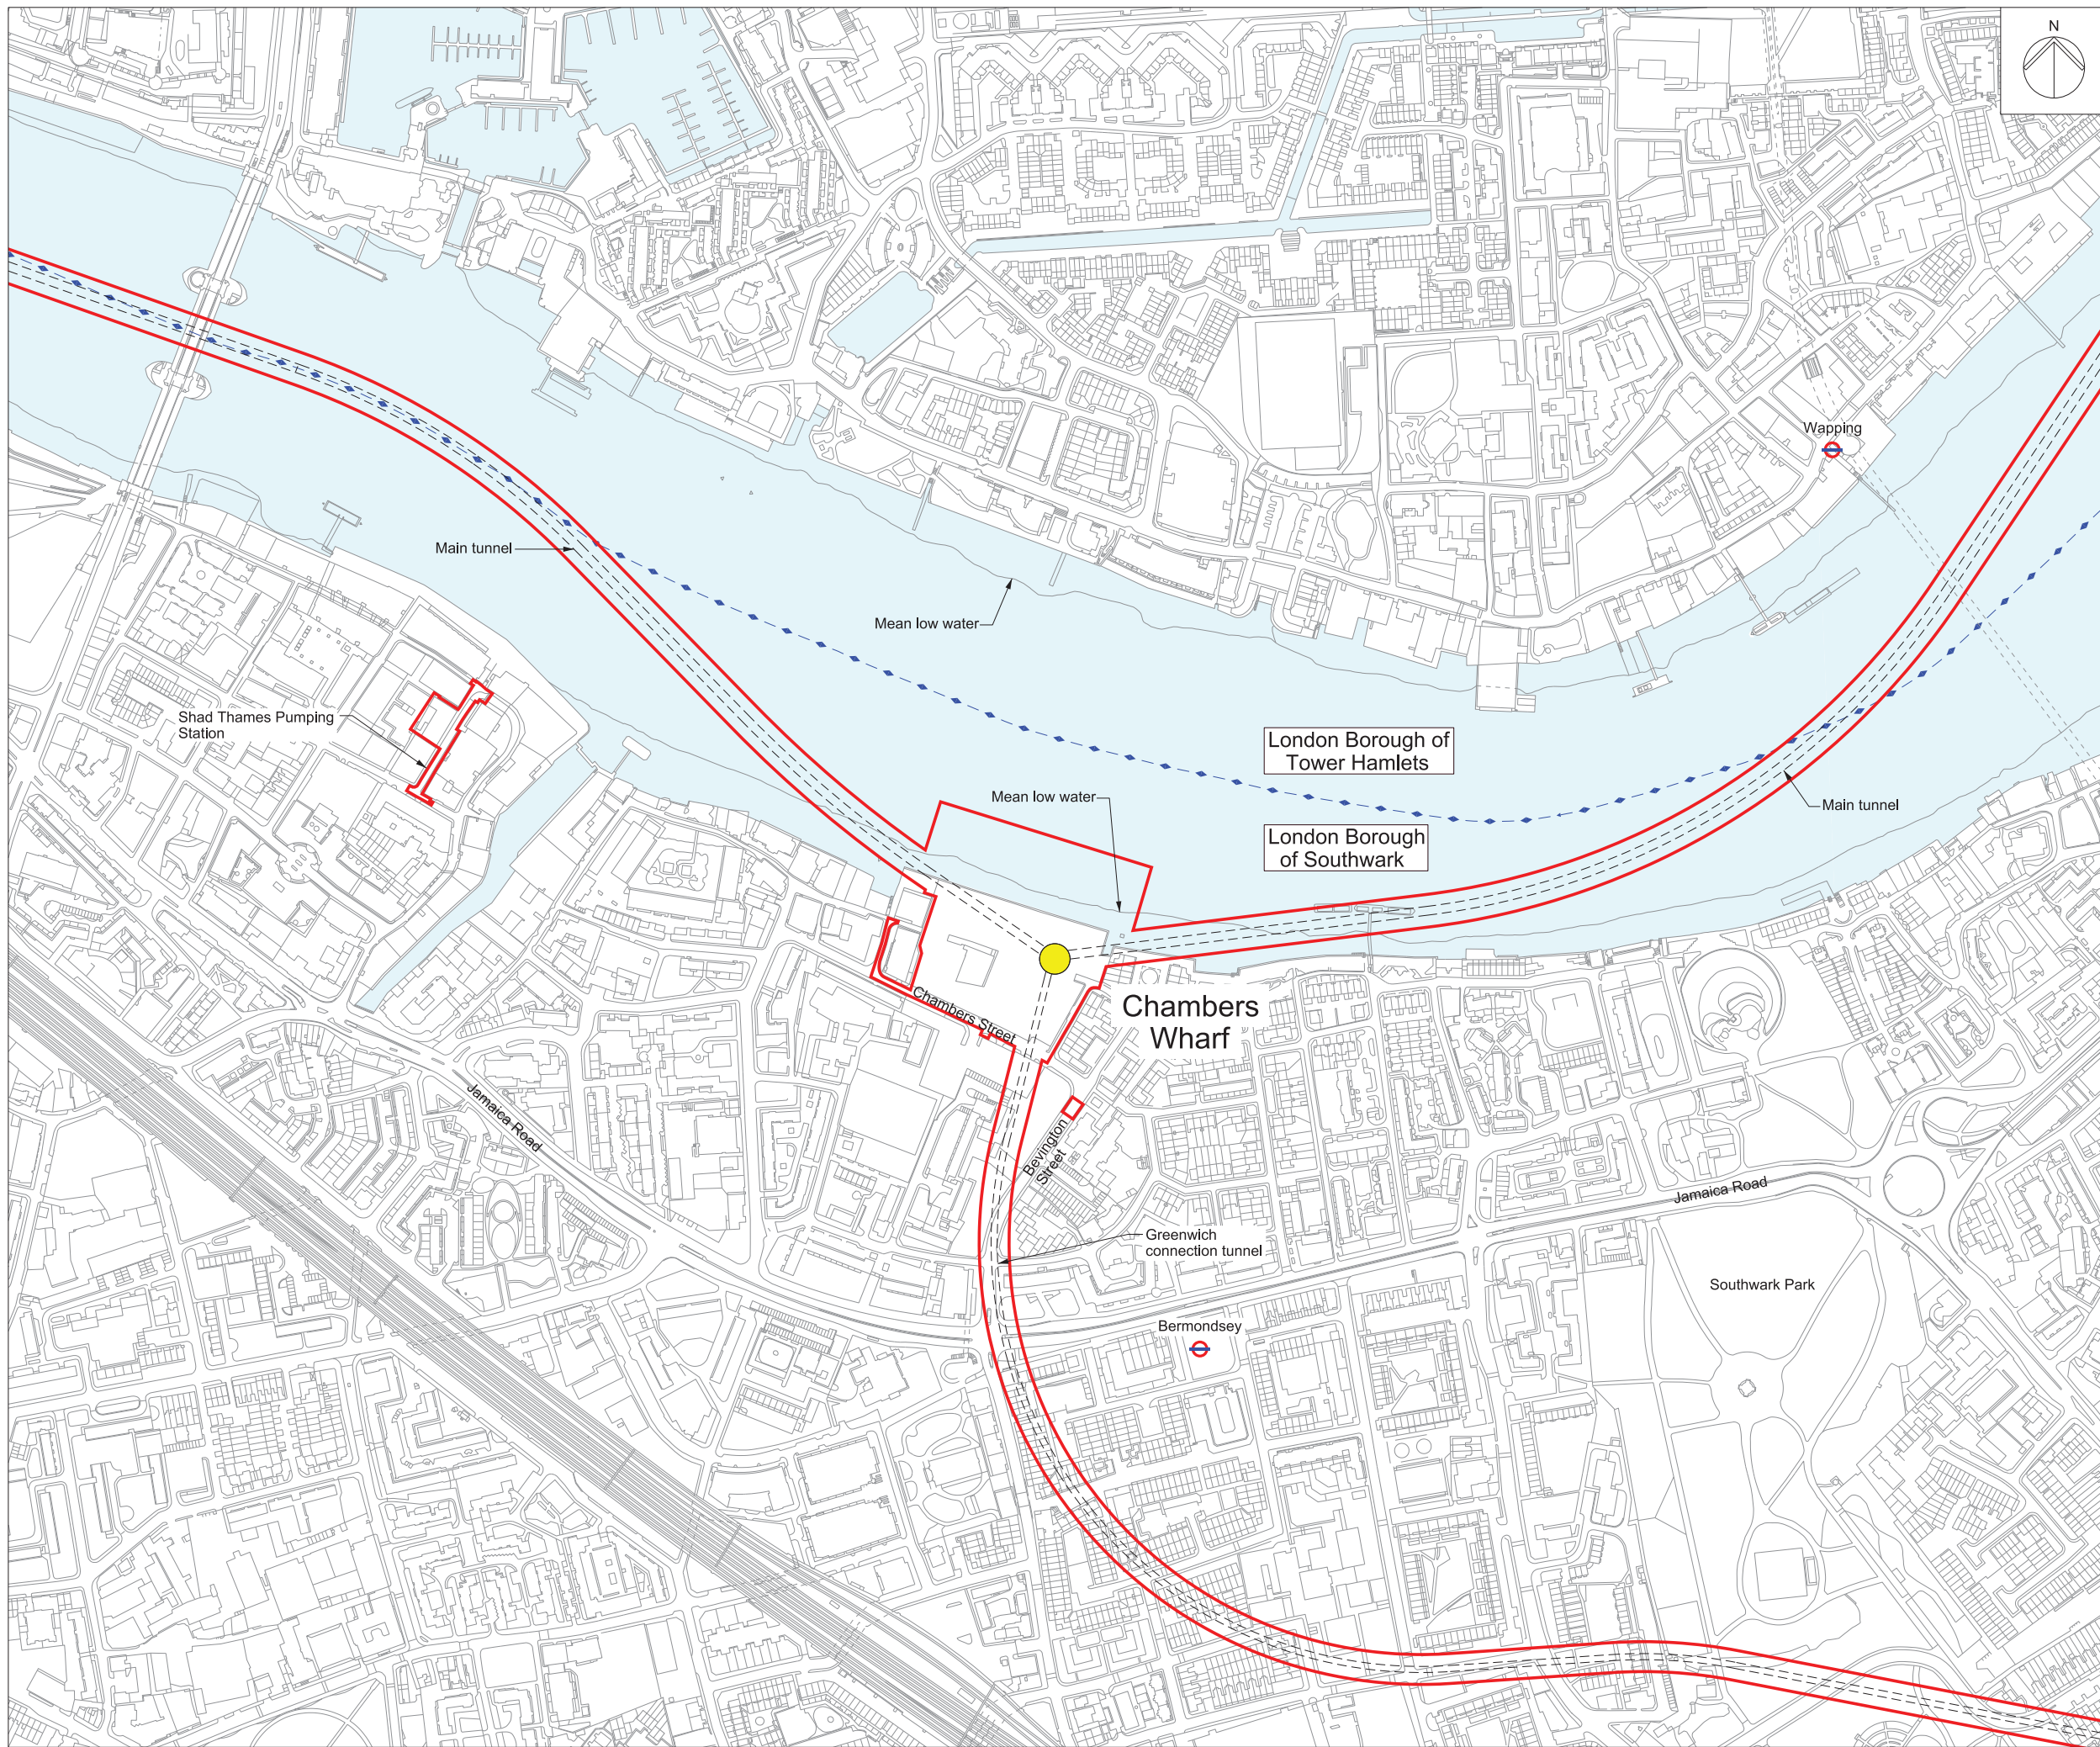 N
Wapping
Main tunnel
Mean low water
Shad Thames Pumping
Station
London Borough of
Tower Hamlets
Mean low water
Main tunnel
London Borough
of Southwark
Chambers Street
Chambers
Wharf
Jamaica Road
Bevington
Street
Jamaica Road
Greenwich
connection tunnel
Southwark Park
Bermondsey